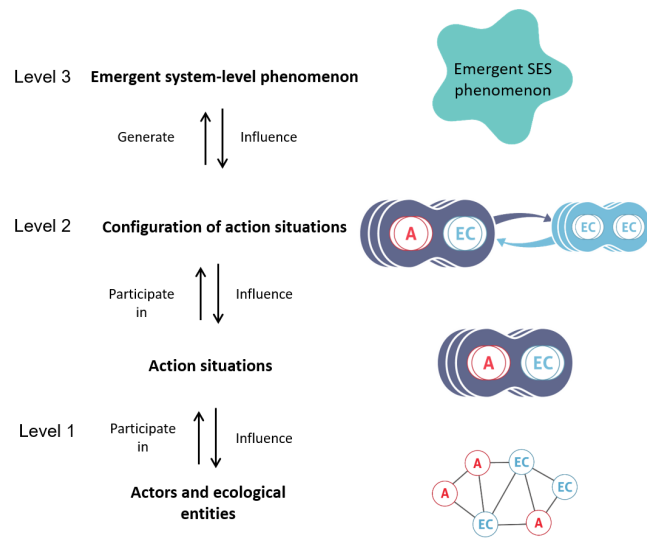 Level 3
Emergent system-level phenomenon
Emergent SES
phenomenon
Generate
Influence
Level 2
Configuration of action situations
A
EC
EC
EC
Participate
in
Influence
Action situations
A
EC
Level 1
Participate
in
Influence
Actors and ecological
entities
A
EC
A
EC
EC
A